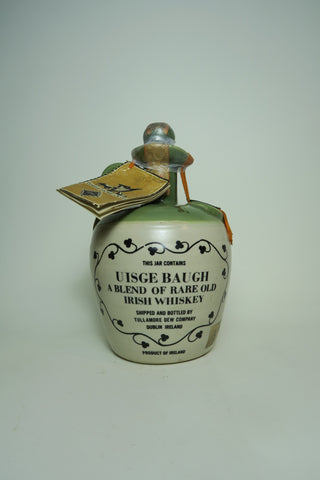 THIS JAR CONTAINS
UISGE BAUGH
A BLEND OF RARE OLD
IRISH WHISKEY
SHIPPED AND BOTTLED BY
TULLAMORE DEW COMPANY
DUBLIN IRELAND
PRODUCT OF IRELAND